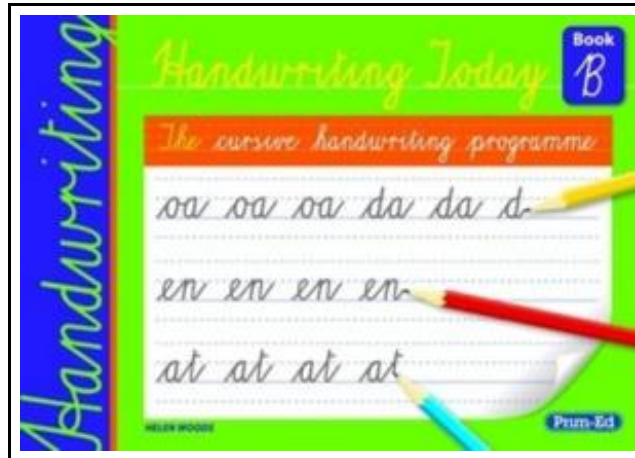 Handwriting
Handwriting Today
Book
B
The cursive handwriting programme
oa oa oa da da d
en en en en
at at at at
HELEN WOODS
Prim-Ed